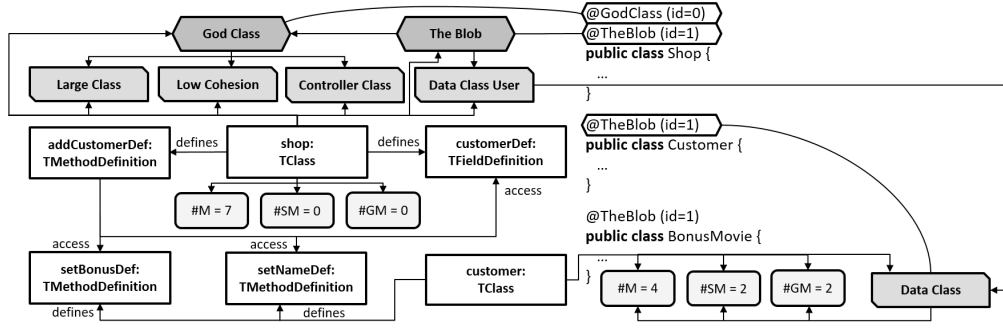 God Class
The Blob
@GodClass (id=0)
@TheBlob (id=1)
public class Shop {
...
}
Large Class
Low Cohesion
Controller Class
Data Class User
addCustomerDef:
TMethodDefinition
defines
shop:
TClass
defines
customerDef:
TFieldDefinition
@TheBlob (id=1)
public class Customer {
...
}
access
#M = 7
#SM = 0
#GM = 0
@TheBlob (id=1)
public class BonusMovie {
...
}
access
access
setBonusDef:
TMethodDefinition
setNameDef:
TMethodDefinition
customer:
TClass
#M = 4
#SM = 2
#GM = 2
Data Class
defines
defines